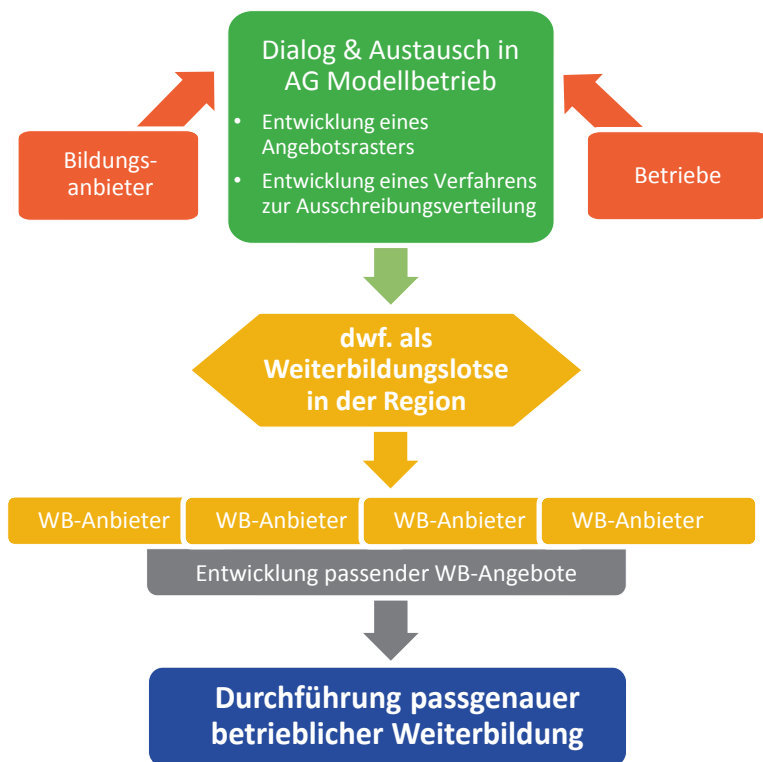 Dialog & Austausch in
AG Modellbetrieb
• Entwicklung eines
Angebotsrasters
• Entwicklung eines Verfahrens
zur Ausschreibungsverteilung
Bildungs-
anbieter
Betriebe
dwf. als
Weiterbildungslotse
in der Region
WB-Anbieter
WB-Anbieter
WB-Anbieter
WB-Anbieter
Entwicklung passender WB-Angebote
Durchführung passgenauer
betrieblicher Weiterbildung